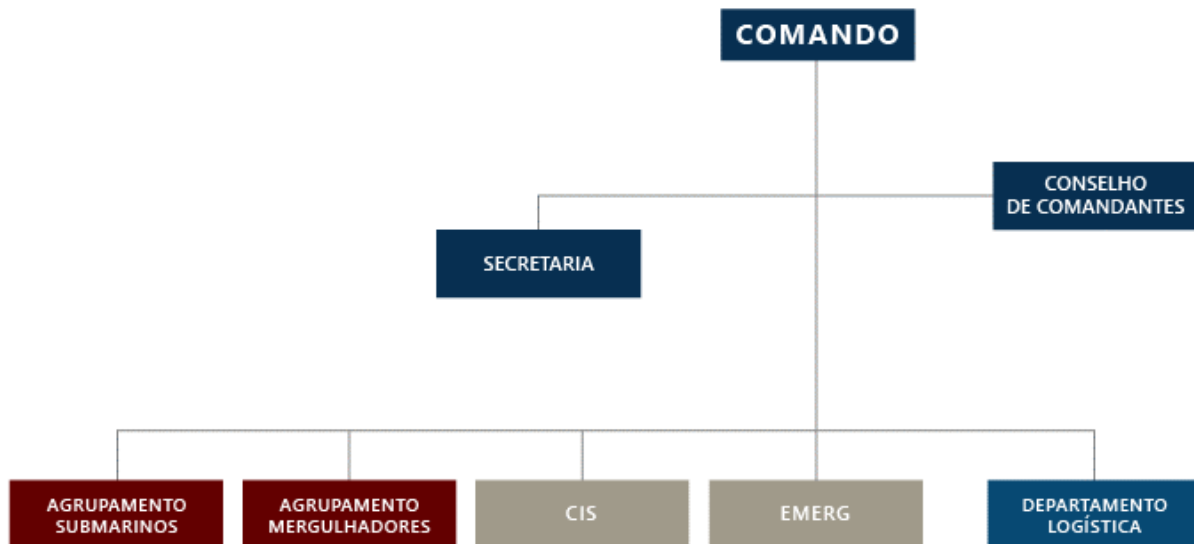 COMANDO
CONSELHO
DE COMANDANTES
SECRETARIA
AGRUPAMENTO
SUBMARINOS
AGRUPAMENTO
MERGULHADORES
CIS
EMERG
DEPARTAMENTO
LOGÍSTICA